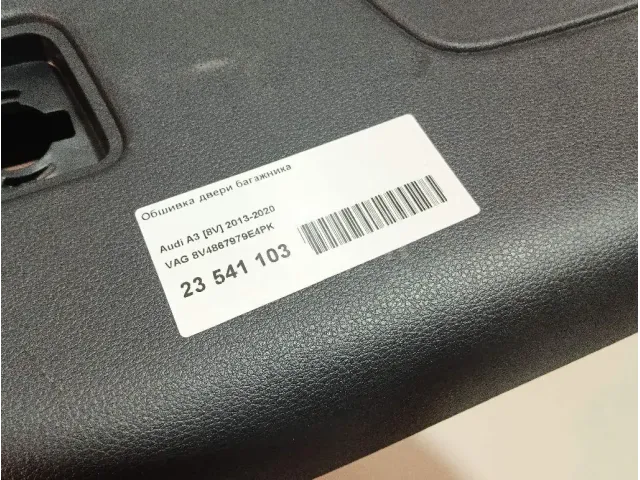 Обшивка двери багажника
Audi A3 [8V] 2013-2020
VAG 8V4867979E4PK
23 541 103